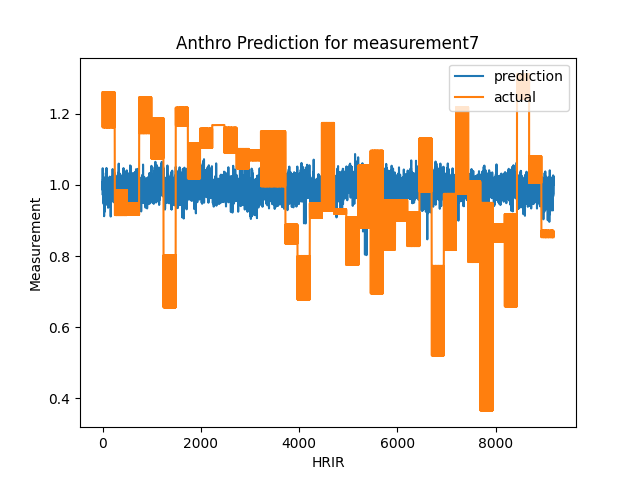 Anthro Prediction for measurement7
prediction
actual
Measurement
1.2
1.0
0.8
0.6
0.4
0
2000
4000
6000
8000
HRIR